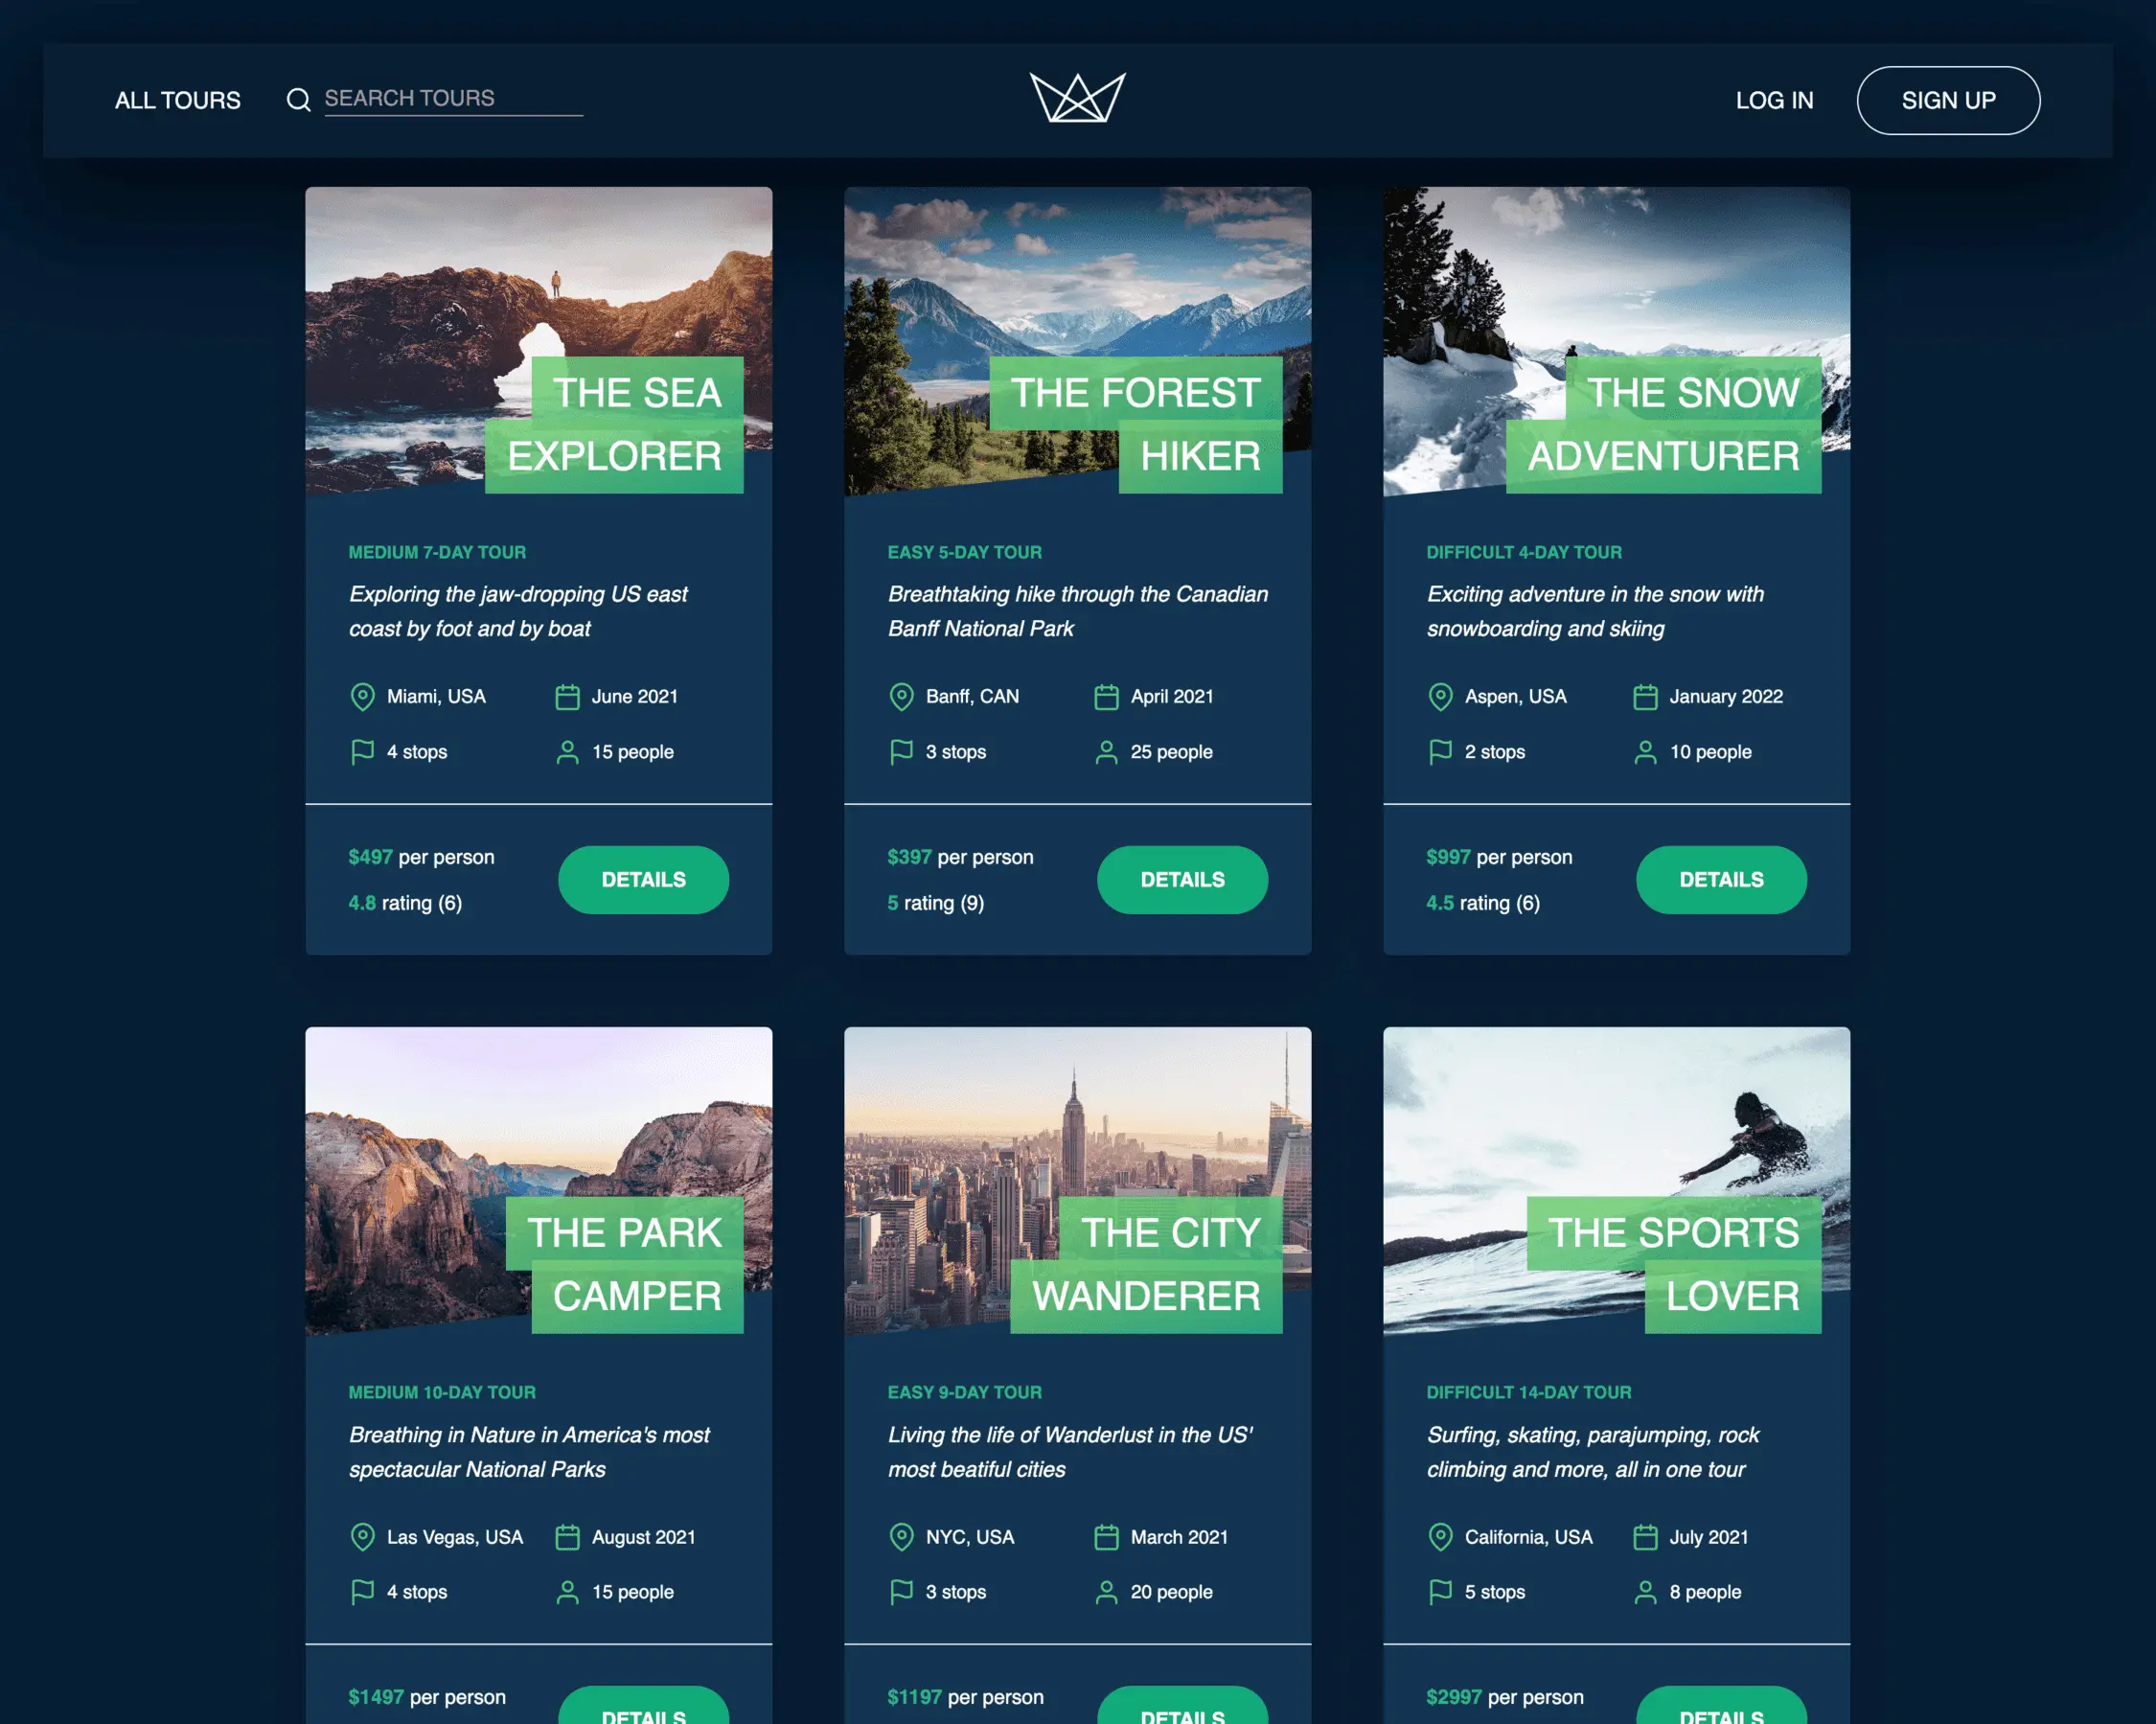 ALL TOURS
SEARCH TOURS
LOG IN
SIGN UP
THE SEA
EXPLORER
MEDIUM 7-DAY TOUR
Exploring the jaw-dropping US east
coast by foot and by boat
Miami, USA
June 2021
4 stops
15 people
$497 per person
4.8 rating (6)
DETAILS
THE FOREST
HIKER
EASY 5-DAY TOUR
Breathtaking hike through the Canadian
Banff National Park
Banff, CAN
April 2021
3 stops
25 people
$397 per person
5 rating (9)
DETAILS
THE SNOW
ADVENTURER
DIFFICULT 4-DAY TOUR
Exciting adventure in the snow with
snowboarding and skiing
Aspen, USA
January 2022
2 stops
10 people
$997 per person
4.5 rating (6)
DETAILS
THE PARK
CAMPER
MEDIUM 10-DAY TOUR
Breathing in Nature in America's most
spectacular National Parks
Las Vegas, USA
August 2021
4 stops
15 people
$1497 per person
DETAILS
THE CITY
WANDERER
EASY 9-DAY TOUR
Living the life of Wanderlust in the US'
most beatiful cities
NYC, USA
March 2021
3 stops
20 people
$1197 per person
DETAILS
THE SPORTS
LOVER
DIFFICULT 14-DAY TOUR
Surfing, skating, parajumping, rock
climbing and more, all in one tour
California, USA
July 2021
5 stops
8 people
$2997 per person
DETAILS